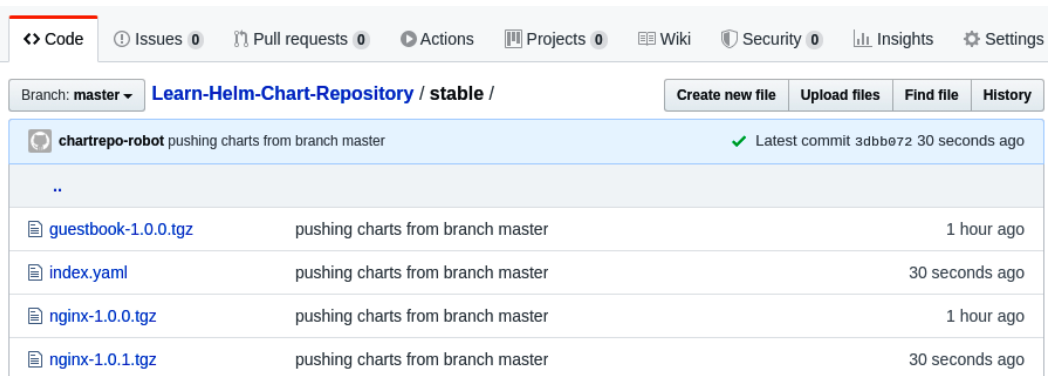 <> Code Issues 0 Pull requests 0 Actions Projects 0 Wiki Security 0 Insights Settings
Branch: master Learn-Helm-Chart-Repository / stable / Create new file Upload files Find file History
chartrepo-robot pushing charts from branch master Latest commit 3dbb072 30 seconds ago
..
guestbook-1.0.0.tgz pushing charts from branch master 1 hour ago
index.yaml pushing charts from branch master 30 seconds ago
nginx-1.0.0.tgz pushing charts from branch master 1 hour ago
nginx-1.0.1.tgz pushing charts from branch master 30 seconds ago